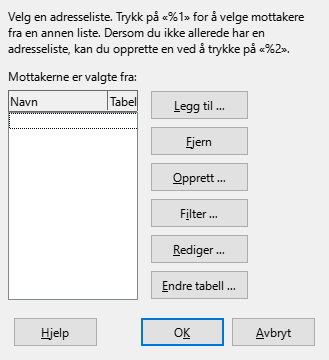 Velg en adresseliste. Trykk på «%1» for å velge mottakere
fra en annen liste. Dersom du ikke allerede har en
adresseliste, kan du opprette en ved å trykke på «%2».
Mottakerne er valgte fra:
Navn Tabel
Legg til ...
Fjern
Opprett ...
Filter ...
Rediger ...
Endre tabell ...
Hjelp OK Avbryt